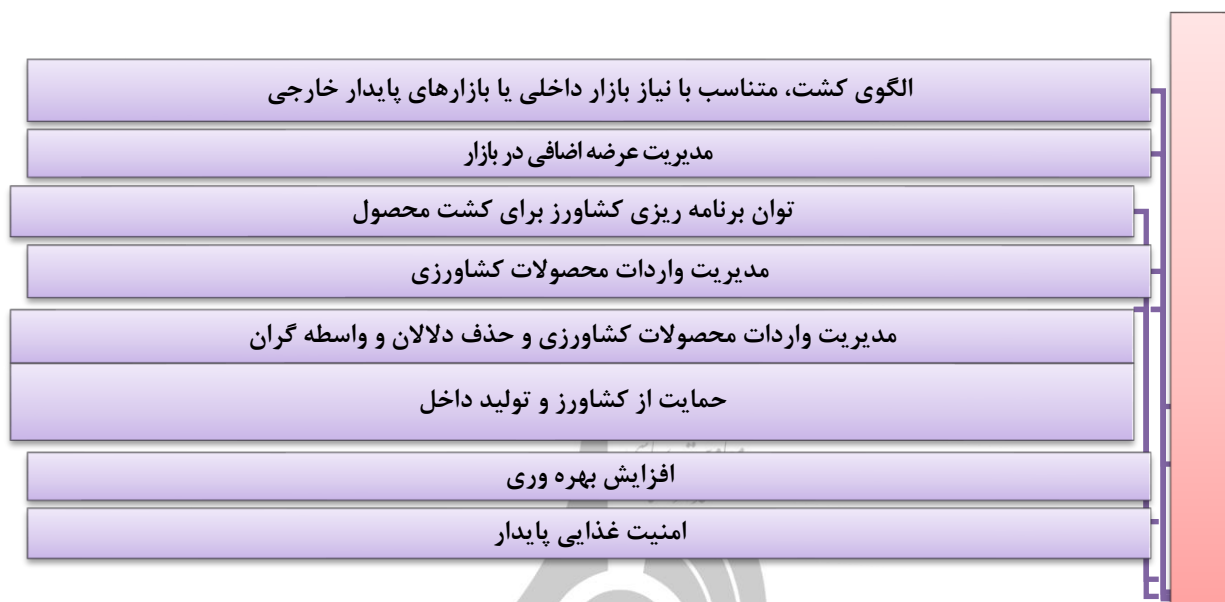 الگوی کشت، متناسب با نیاز بازار داخلی یا بازارهای پایدار خارجی
مدیریت عرضه اضافی در بازار
توان برنامه ریزی کشاورز برای کشت محصول
مدیریت واردات محصولات کشاورزی
مدیریت واردات محصولات کشاورزی و حذف دلالان و واسطه گران
حمایت از کشاورز و تولید داخل
افزایش بهره وری
امنیت غذایی پایدار